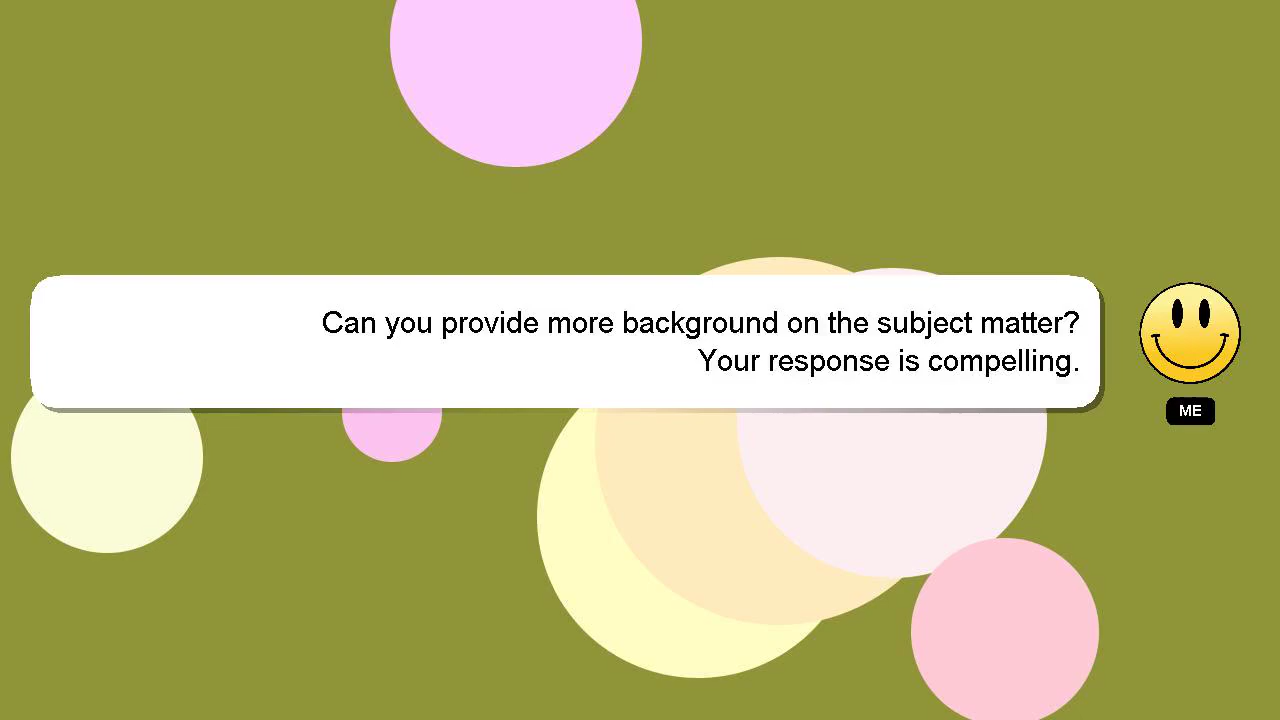 Can you provide more background on the subject matter?
Your response is compelling.
ME